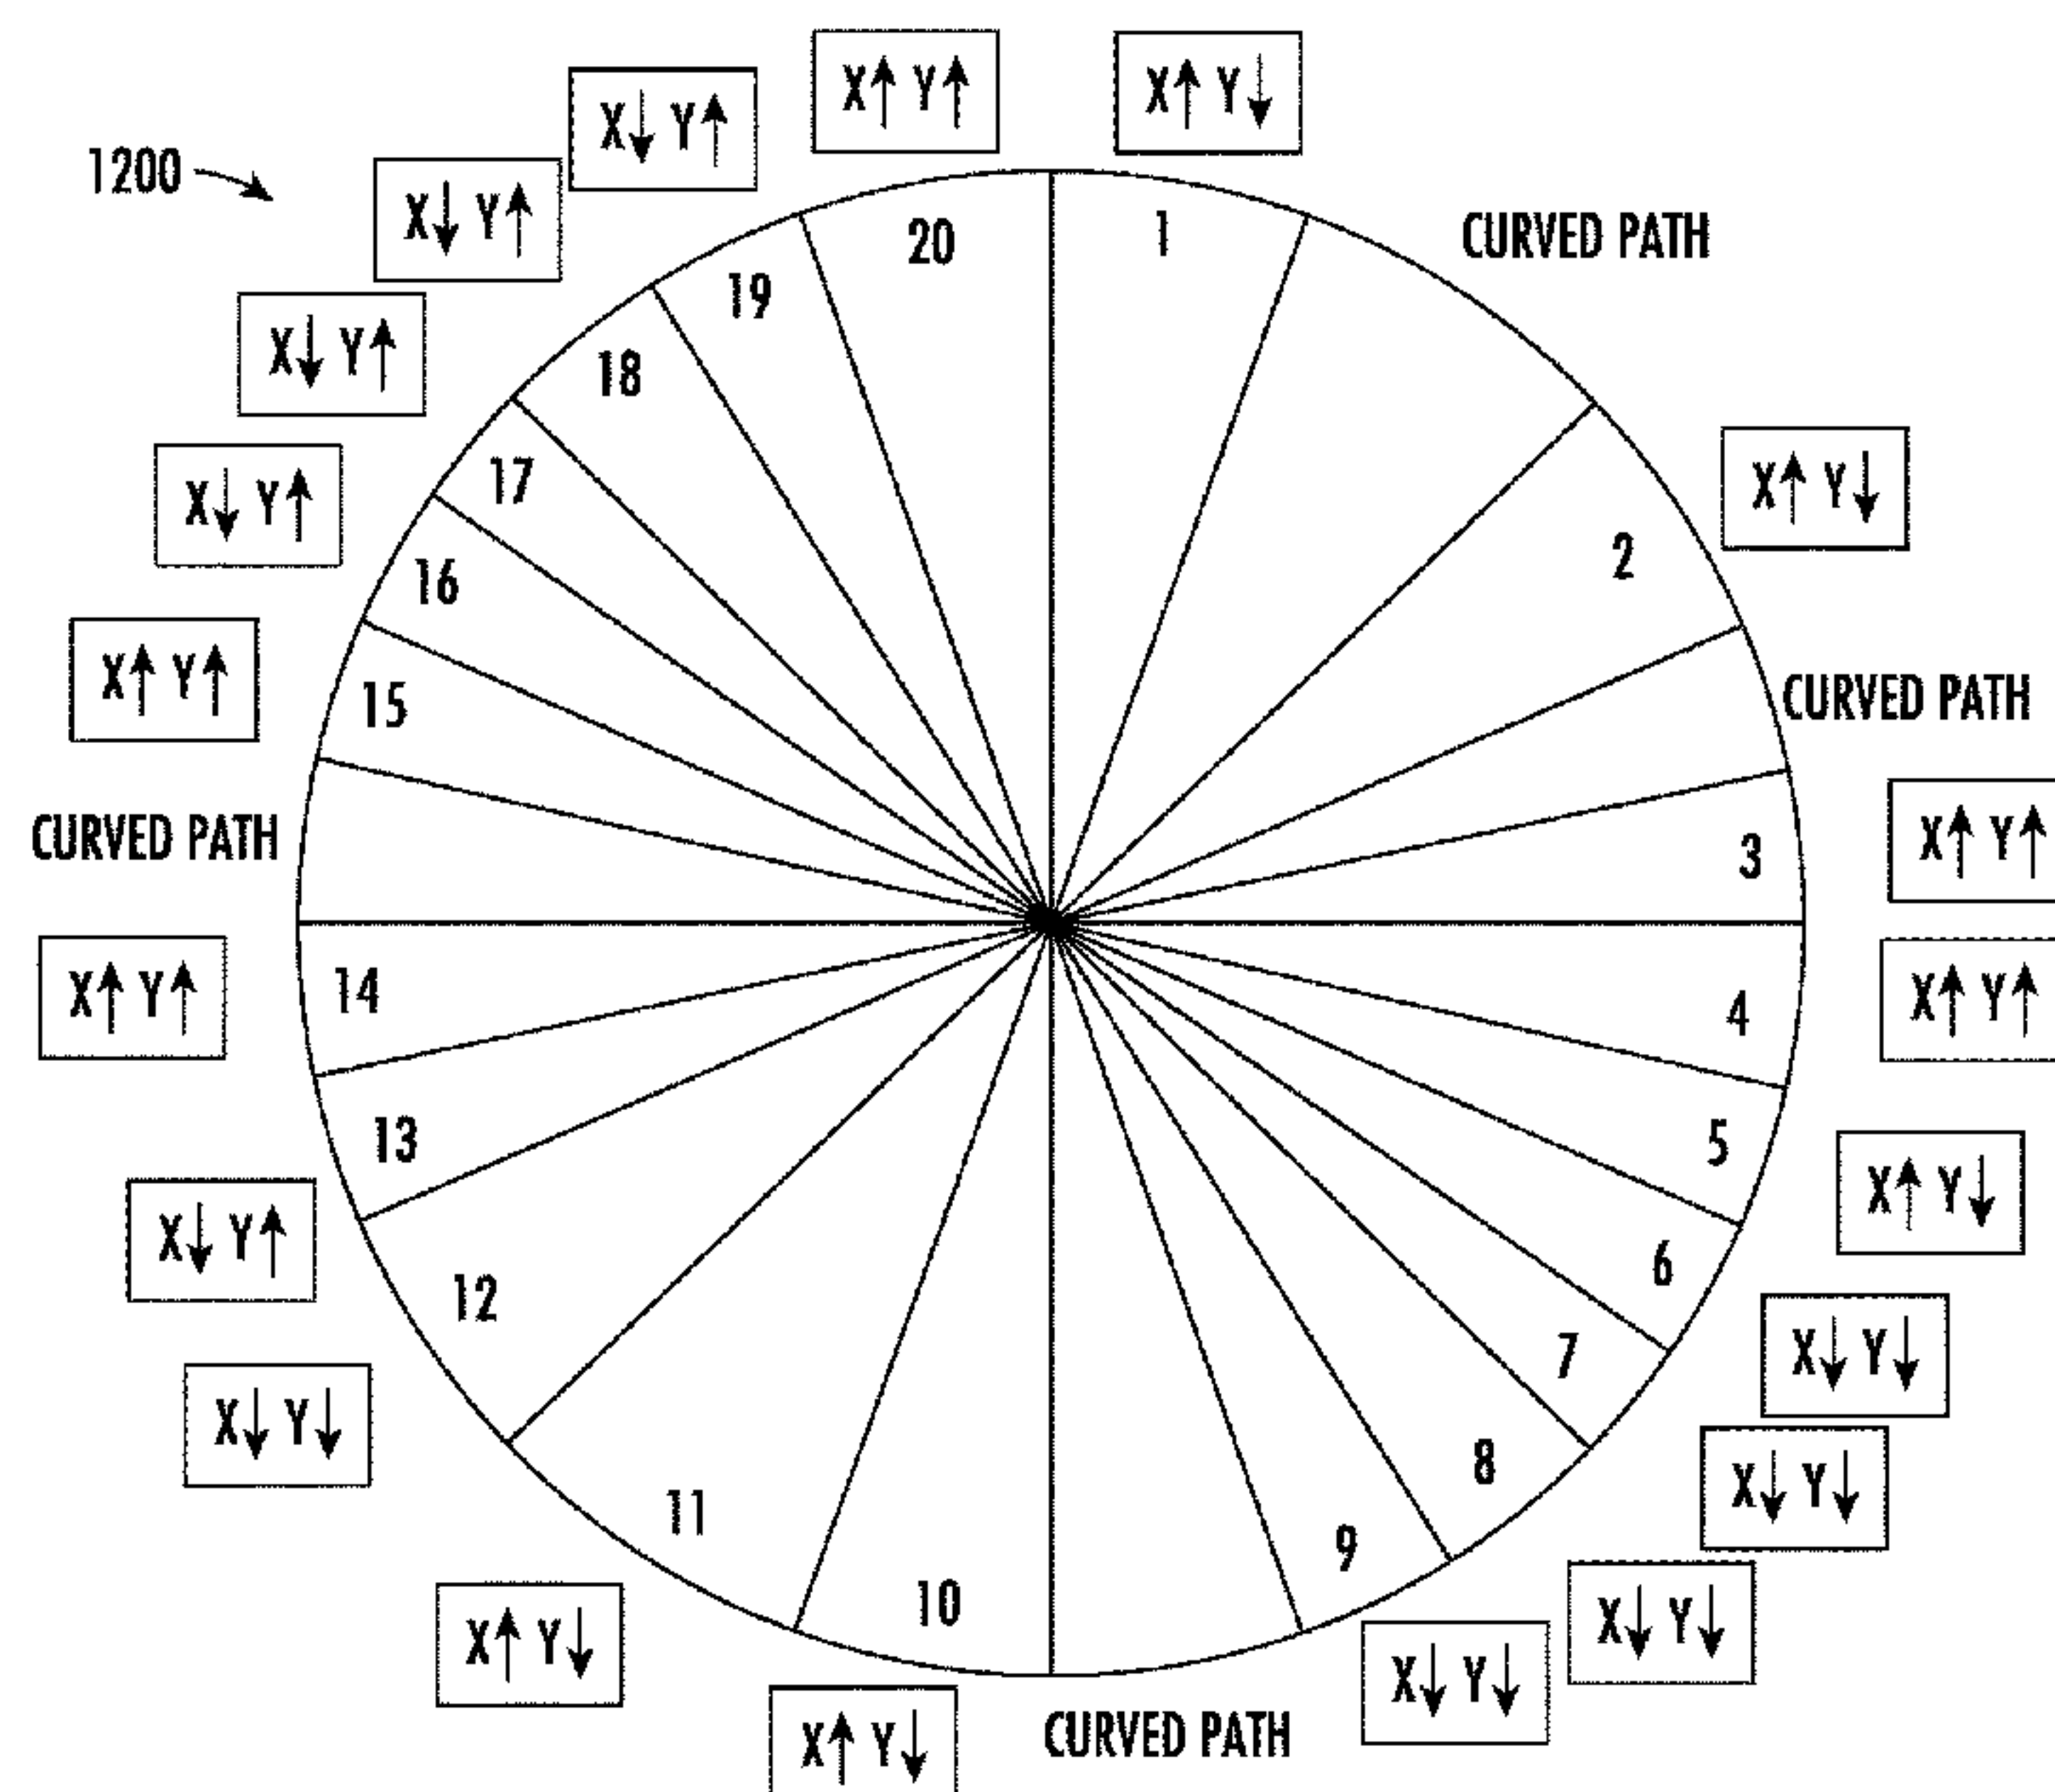 1200
X↑ Y↑
X↑ Y↓
X↓ Y↑
X↓ Y↑
X↓ Y↑
X↓ Y↑
X↑ Y↑
CURVED PATH
X↑ Y↑
X↓ Y↑
X↓ Y↓
X↑ Y↓
X↑ Y↓
CURVED PATH
X↓ Y↓
X↓ Y↓
X↓ Y↓
X↓ Y↓
X↑ Y↓
X↑ Y↑
X↑ Y↑
CURVED PATH
X↑ Y↓
CURVED PATH
1
2
3
4
5
6
7
8
9
10
11
12
13
14
15
16
17
18
19
20